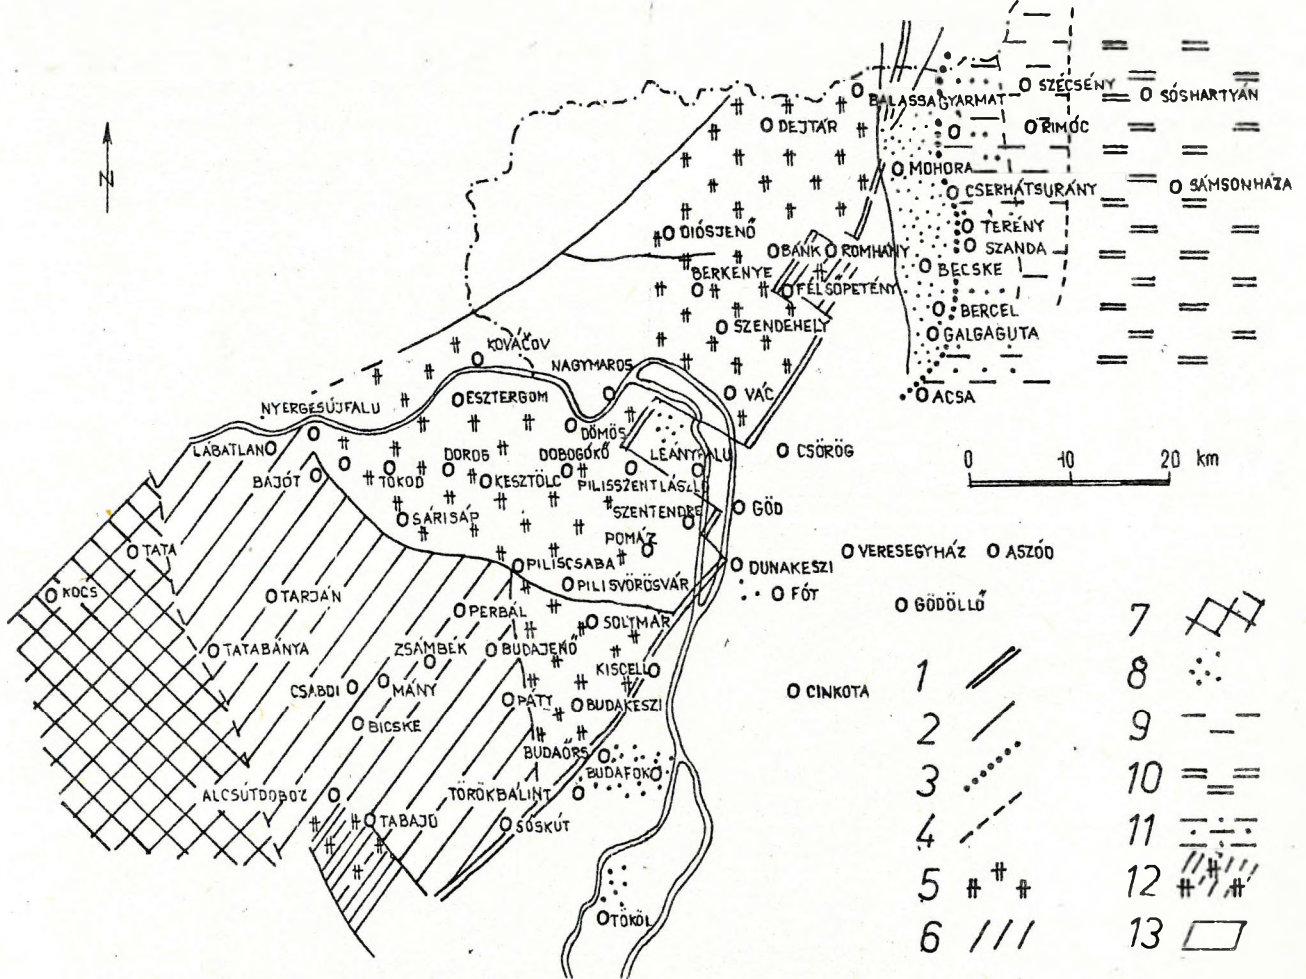 SZÉCSÉNY
SÓSHARTYÁN
BALASSAGYARMAT
DEJTÁR
RIMÓC
N
MOHORA
CSERHÁTSURÁNY
SÁMSONHÁZA
DIÓSJENŐ
TERÉNY
BÁNK
ROMHÁNY
SZANDA
BERKENYE
BECSKE
FELSŐPETÉNY
BERCEL
SZENDEHELY
GALGAGUTA
KOVÁČOV
NAGYMAROS
VÁC
ACSA
ESZTERGOM
NYERGESÚJFALU
DÖMÖS
LÁBATLAN
DOROG
DOBOGÓKŐ
LEÁNYFALU
CSÖRÖG
0 10 20 km
BAJÓT
TOKOD
KESZTÖLC
PILISSZENTLÁSZLÓ
SÁRISÁP
SZENTENDRE
GÖD
POMÁZ
TATA
PILISCSABA
DUNAKESZI
VERESEGYHÁZ
ASZÓD
KOCS
TARJÁN
PILISVÖRÖSVÁR
FÓT
GÖDÖLLŐ
PERBÁL
SOLYMÁR
TATABÁNYA
ZSÁMBÉK
BUDAJENŐ
KISCELL
CSABDI
MÁNY
CINKOTA
PÁTY
BUDAKESZI
BICSKE
BUDAÖRS
BUDAFOK
ALCSÚTDOBOZ
TÖRÖKBÁLINT
TABAJD
SÓSKÚT
TÖKÖL
1
2
3
4
5
6
7
8
9
10
11
12
13